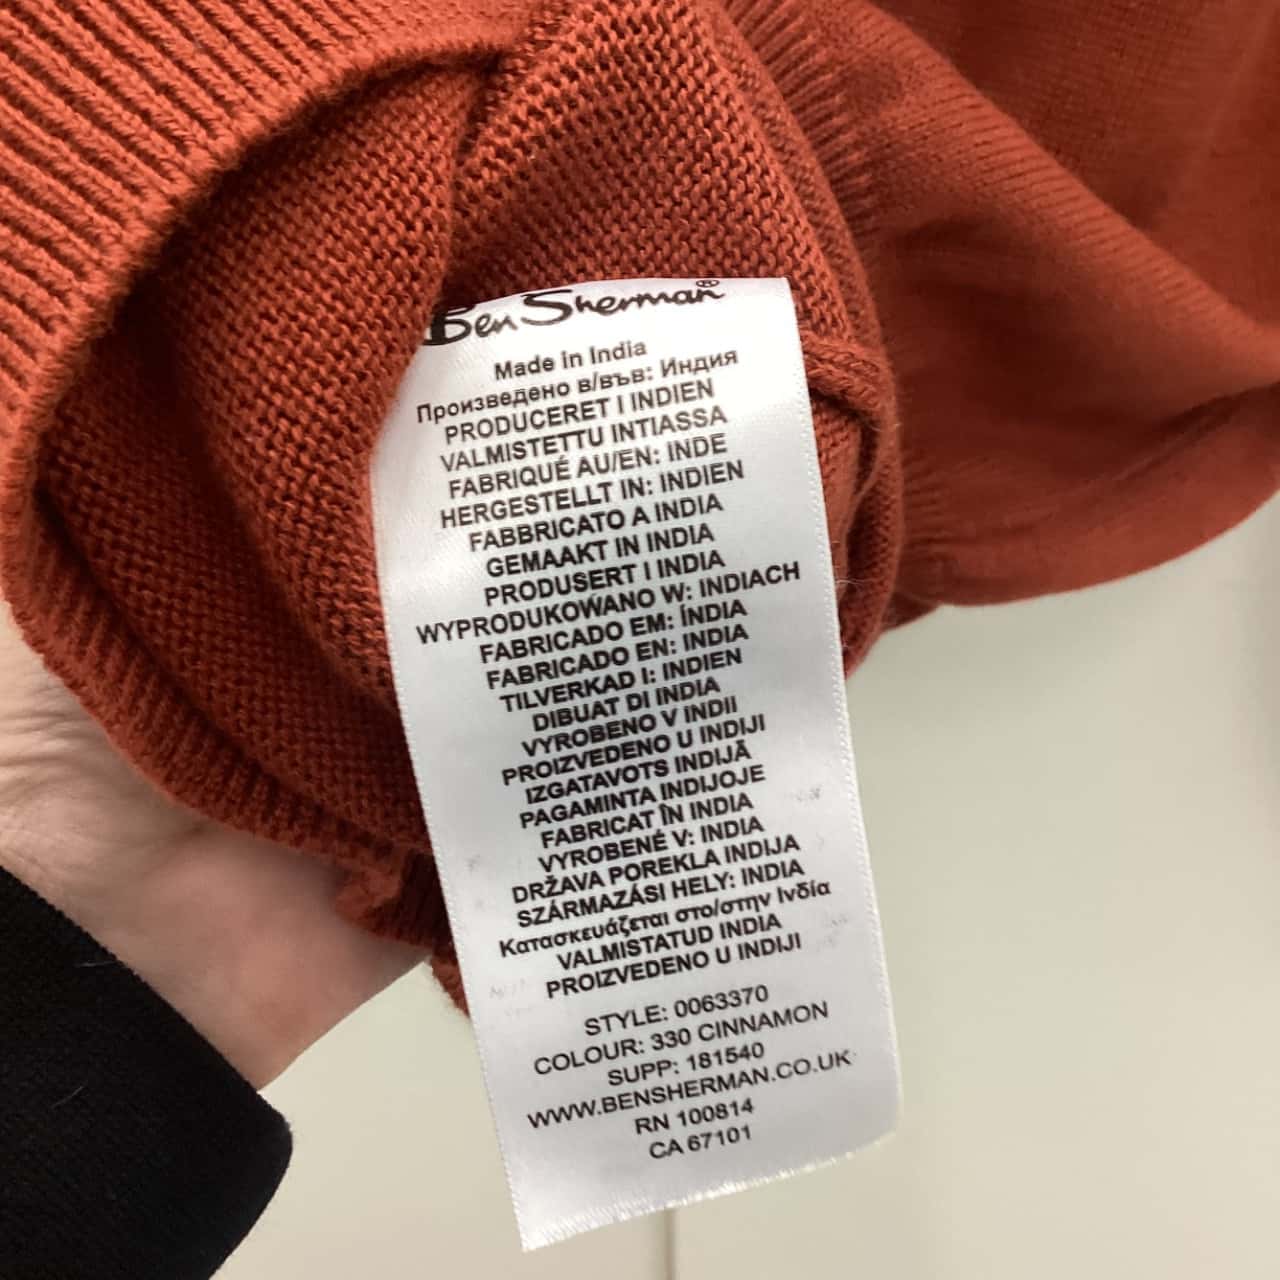 Ben Sherman®
Made in India
Произведено в/във: Индия
PRODUCERET I INDIEN
VALMISTETTU INTIASSA
FABRIQUÉ AU/EN: INDE
HERGESTELLT IN: INDIEN
FABBRICATO A INDIA
GEMAAKT IN INDIA
PRODUSERT I INDIA
WYPRODUKOWANO W: INDIACH
FABRICADO EM: ÍNDIA
FABRICADO EN: INDIA
TILVERKAD I: INDIEN
DIBUAT DI INDIA
VYROBENO V INDII
PROIZVEDENO U INDIJI
IZGATAVOTS INDIJĀ
PAGAMINTA INDIJOJE
FABRICAT ÎN INDIA
VYROBENÉ V: INDIA
DRŽAVA POREKLA INDIJA
SZÁRMAZÁSI HELY: INDIA
Κατασκευάζεται στο/στην Ινδία
VALMISTATUD INDIA
PROIZVEDENO U INDIJI
STYLE: 0063370
COLOUR: 330 CINNAMON
SUPP: 181540
WWW.BENSHERMAN.CO.UK
RN 100814
CA 67101